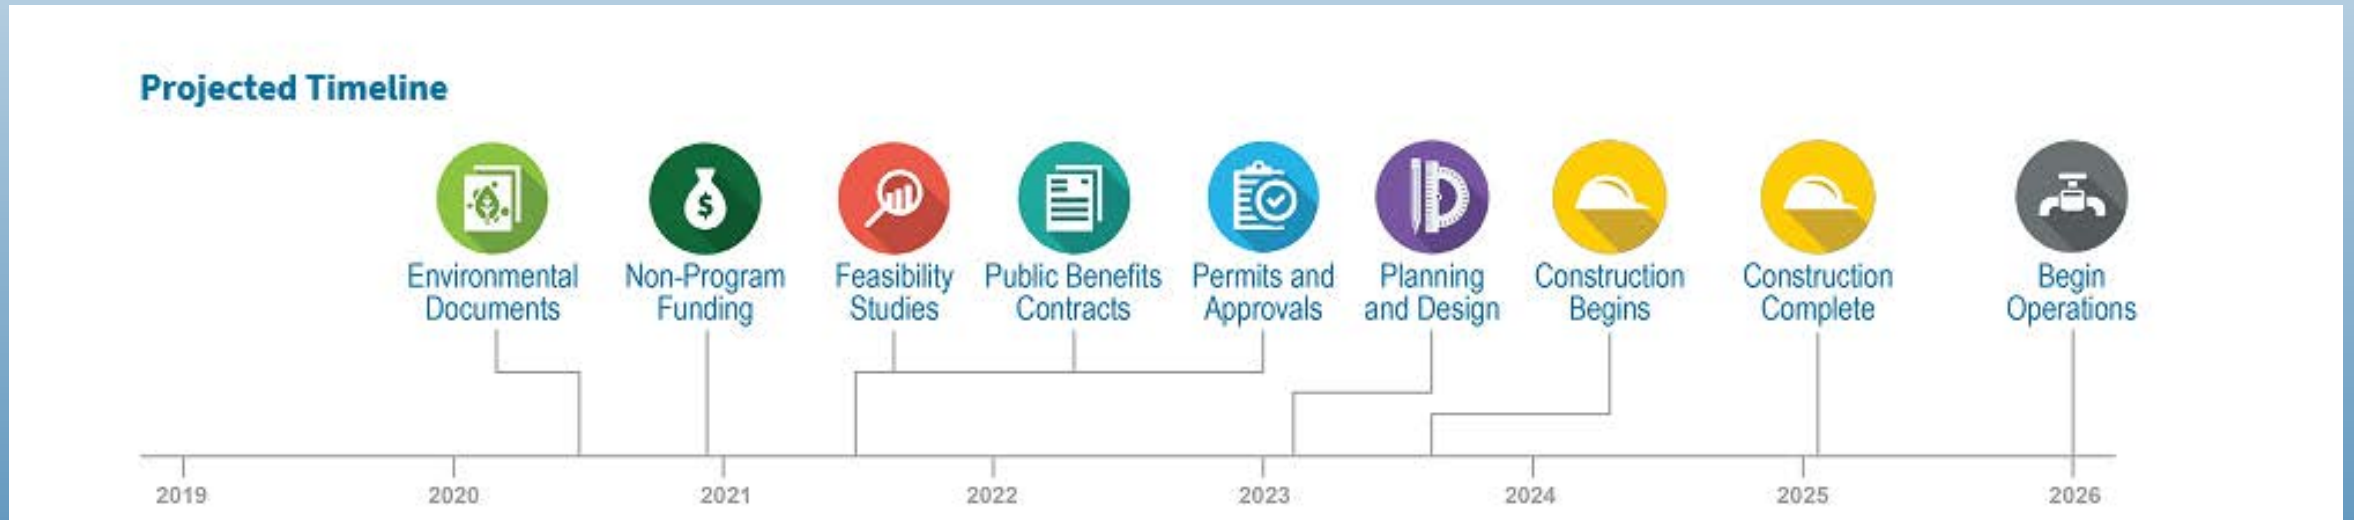 Projected Timeline
Environmental
Documents
Non-Program
Funding
$
Feasibility
Studies
Public Benefits
Contracts
Permits and
Approvals
Planning
and Design
Construction
Begins
Construction
Complete
Begin
Operations
2019
2020
2021
2022
2023
2024
2025
2026